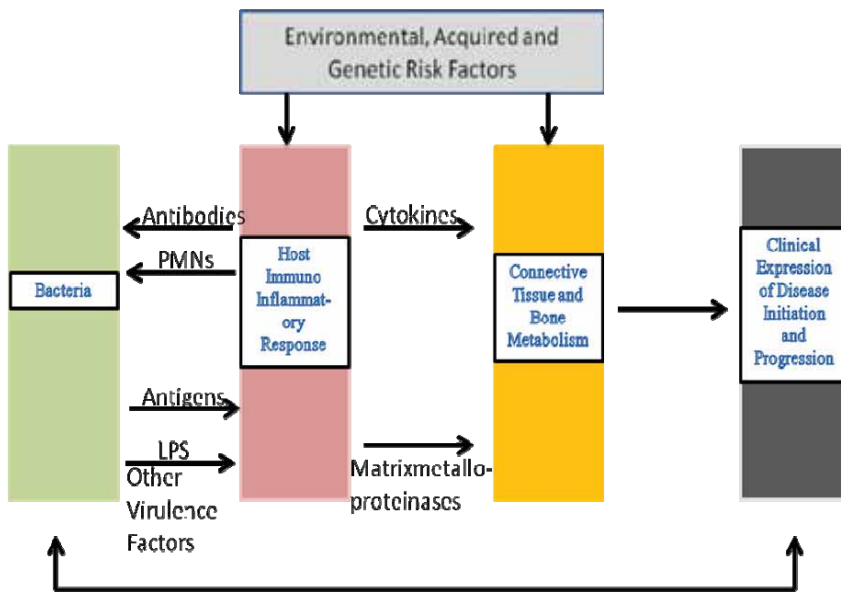 Environmental, Acquired and
Genetic Risk Factors
Antibodies
PMNs
Bacteria
Antigens
LPS
Other
Virulence
Factors
Host
Immuno
Inflammat-
ory
Response
Cytokines
Matrixmetallo-
proteinases
Connective
Tissue and
Bone
Metabolism
Clinical
Expression
of Disease
Initiation
and
Progression